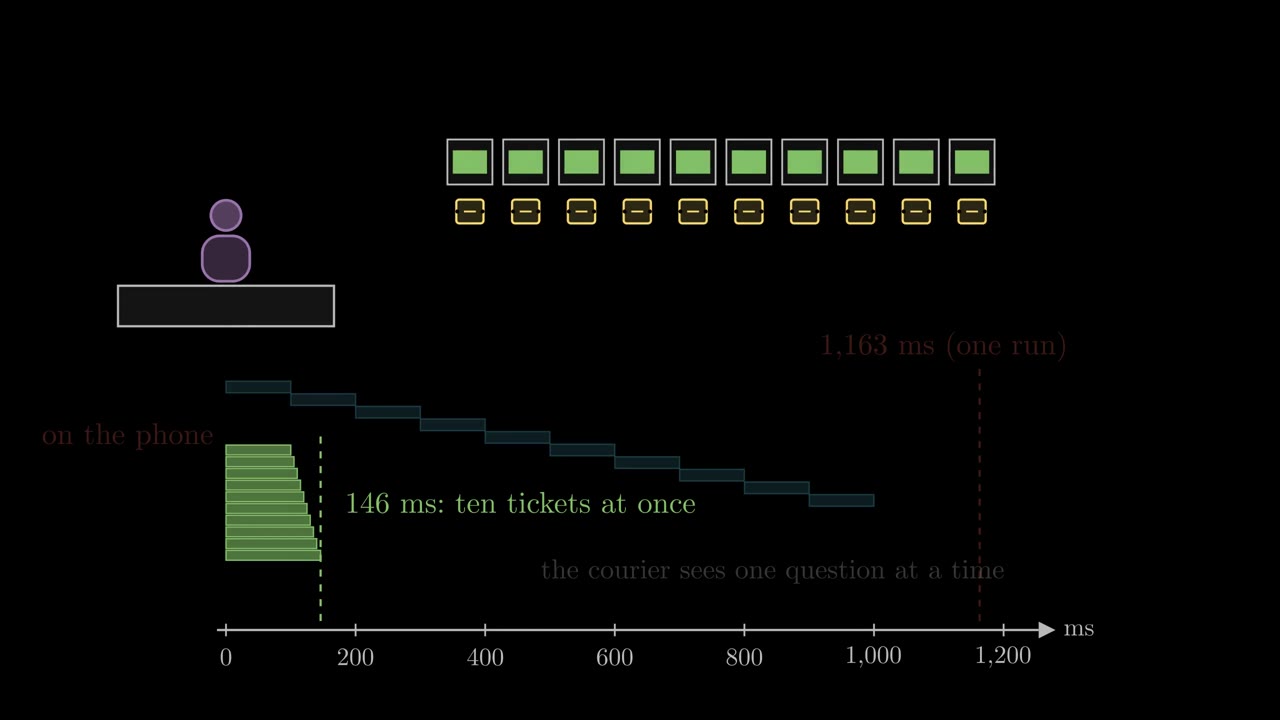 1,163 ms (one run)
on the phone
146 ms: ten tickets at once
the courier sees one question at a time
ms
0 200 400 600 800 1,000 1,200